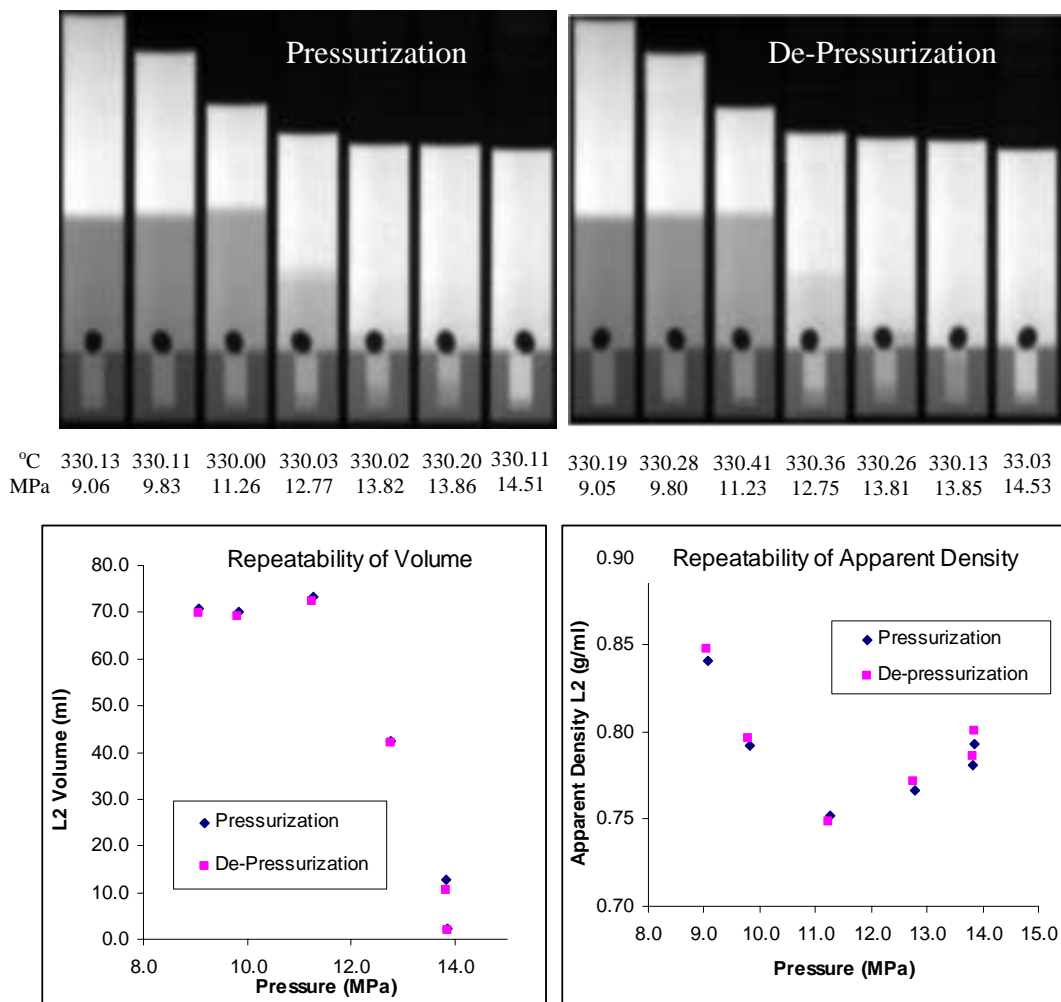 Pressurization
De-Pressurization
°C 330.13 330.11 330.00 330.03 330.02 330.20 330.11
MPa 9.06 9.83 11.26 12.77 13.82 13.86 14.51
330.19 330.28 330.41 330.36 330.26 330.13 33.03
9.05 9.80 11.23 12.75 13.81 13.85 14.53
Repeatability of Volume
80.0
70.0
60.0
50.0
40.0
30.0
20.0
10.0
0.0
L2 Volume (ml)
Pressurization
De-Pressurization
8.0 10.0 12.0 14.0
Pressure (MPa)
Repeatability of Apparent Density
0.90
0.85
0.80
0.75
0.70
Apparent Density L2 (g/ml)
Pressurization
De-pressurization
8.0 9.0 10.0 11.0 12.0 13.0 14.0 15.0
Pressure (MPa)